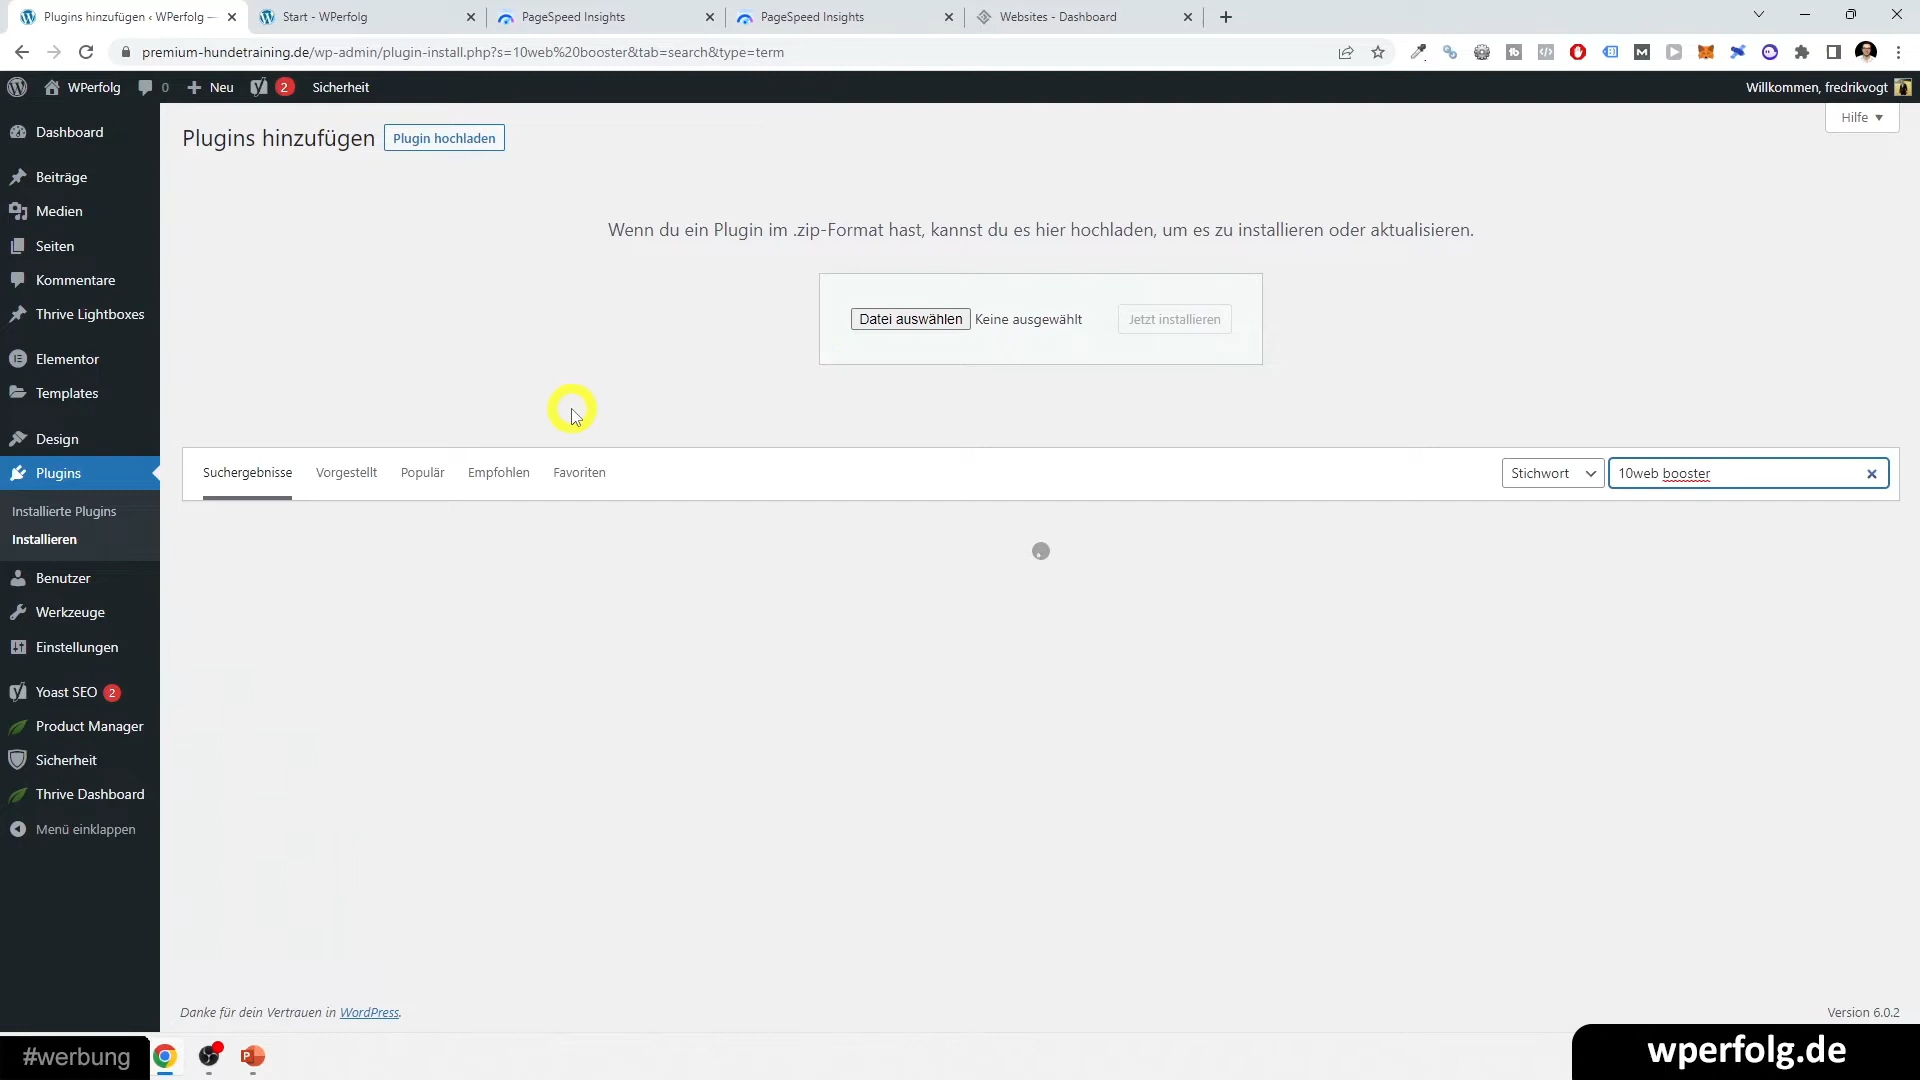 Plugins hinzufügen ‹ WPerfolg —
Start - WPerfolg
PageSpeed Insights
PageSpeed Insights
Websites - Dashboard
premium-hundetraining.de/wp-admin/plugin-install.php?s=10web%20booster&tab=search&type=term
WPerfolg
0
Neu
2
Sicherheit
Willkommen, fredrikvogt
Dashboard
Beiträge
Medien
Seiten
Kommentare
Thrive Lightboxes
Elementor
Templates
Design
Plugins
Installierte Plugins
Installieren
Benutzer
Werkzeuge
Einstellungen
Yoast SEO 2
Product Manager
Sicherheit
Thrive Dashboard
Menü einklappen
Plugins hinzufügen
Plugin hochladen
Hilfe
Wenn du ein Plugin im .zip-Format hast, kannst du es hier hochladen, um es zu installieren oder aktualisieren.
Datei auswählen Keine ausgewählt
Jetzt installieren
Suchergebnisse
Vorgestellt
Populär
Empfohlen
Favoriten
Stichwort
10web booster
Danke für dein Vertrauen in WordPress.
Version 6.0.2
#werbung
wperfolg.de